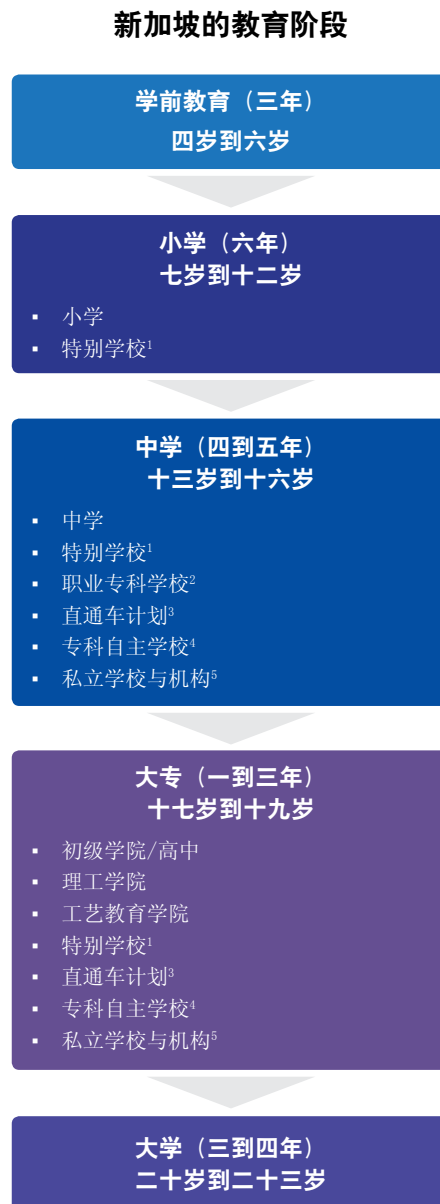 新加坡的教育阶段
学前教育（三年）
四岁到六岁
小学（六年）
七岁到十二岁
▪ 小学
▪ 特别学校¹
中学（四到五年）
十三岁到十六岁
▪ 中学
▪ 特别学校¹
▪ 职业专科学校²
▪ 直通车计划³
▪ 专科自主学校⁴
▪ 私立学校与机构⁵
大专（一到三年）
十七岁到十九岁
▪ 初级学院/高中
▪ 理工学院
▪ 工艺教育学院
▪ 特别学校¹
▪ 直通车计划³
▪ 专科自主学校⁴
▪ 私立学校与机构⁵
大学（三到四年）
二十岁到二十三岁